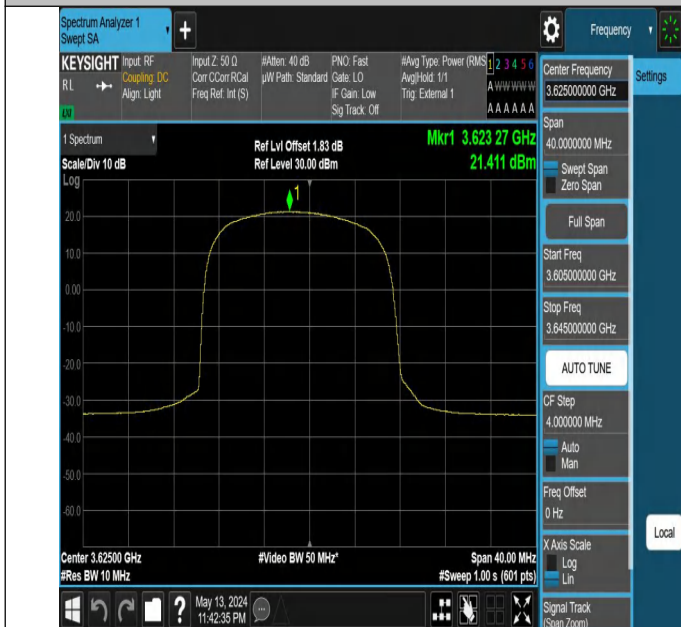 Spectrum Analyzer 1
Swept SA
+
Frequency
KEYSIGHT
RL
Input: RF
Coupling: DC
Align: Light
Input Z: 50 Ω
Corr CCorr RCal
Freq Ref: Int (S)
#Atten: 40 dB
µW Path: Standard
PNO: Fast
Gate: LO
IF Gain: Low
Sig Track: Off
#Avg Type: Power (RMS
Avg|Hold: 1/1
Trig: External 1
1 2 3 4 5 6
A W W W W W
A A A A A A
1 Spectrum
Scale/Div 10 dB
Log
Ref Lvl Offset 1.83 dB
Ref Level 30.00 dBm
Mkr1 3.623 27 GHz
21.411 dBm
1
20.0
10.0
0.00
-10.0
-20.0
-30.0
-40.0
-50.0
-60.0
Center 3.62500 GHz
#Res BW 10 MHz
#Video BW 50 MHz*
Span 40.00 MHz
#Sweep 1.00 s (601 pts)
?
May 13, 2024
11:42:35 PM
Center Frequency
3.625000000 GHz
Settings
Span
40.0000000 MHz
Swept Span
Zero Span
Full Span
Start Freq
3.605000000 GHz
Stop Freq
3.645000000 GHz
AUTO TUNE
CF Step
4.000000 MHz
Auto
Man
Freq Offset
0 Hz
X Axis Scale
Log
Lin
Local
Signal Track
(Span Zoom)